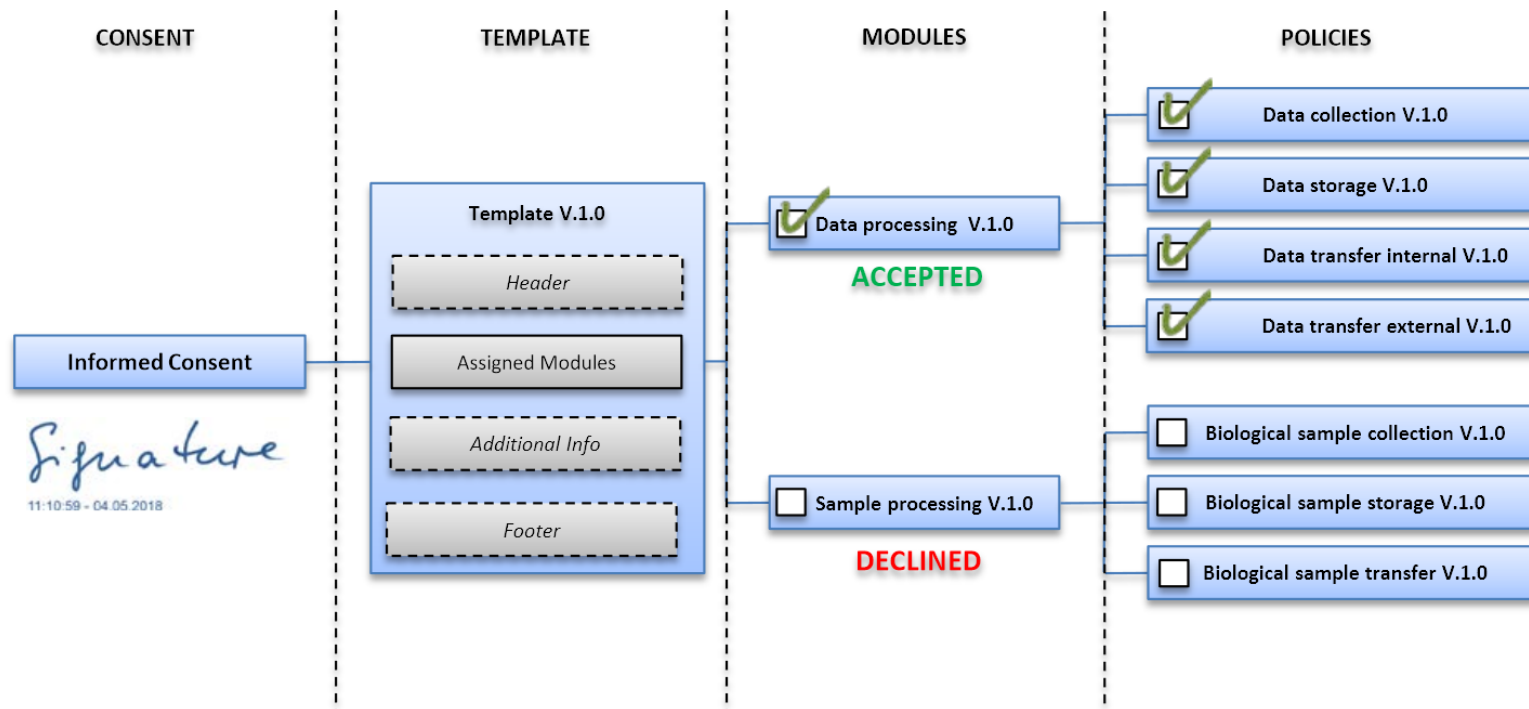 CONSENT
TEMPLATE
MODULES
POLICIES
Informed Consent
Signature
11:10:59 - 04.05.2018
Template V.1.0
Header
Assigned Modules
Additional Info
Footer
Data processing V.1.0
ACCEPTED
Sample processing V.1.0
DECLINED
Data collection V.1.0
Data storage V.1.0
Data transfer internal V.1.0
Data transfer external V.1.0
Biological sample collection V.1.0
Biological sample storage V.1.0
Biological sample transfer V.1.0